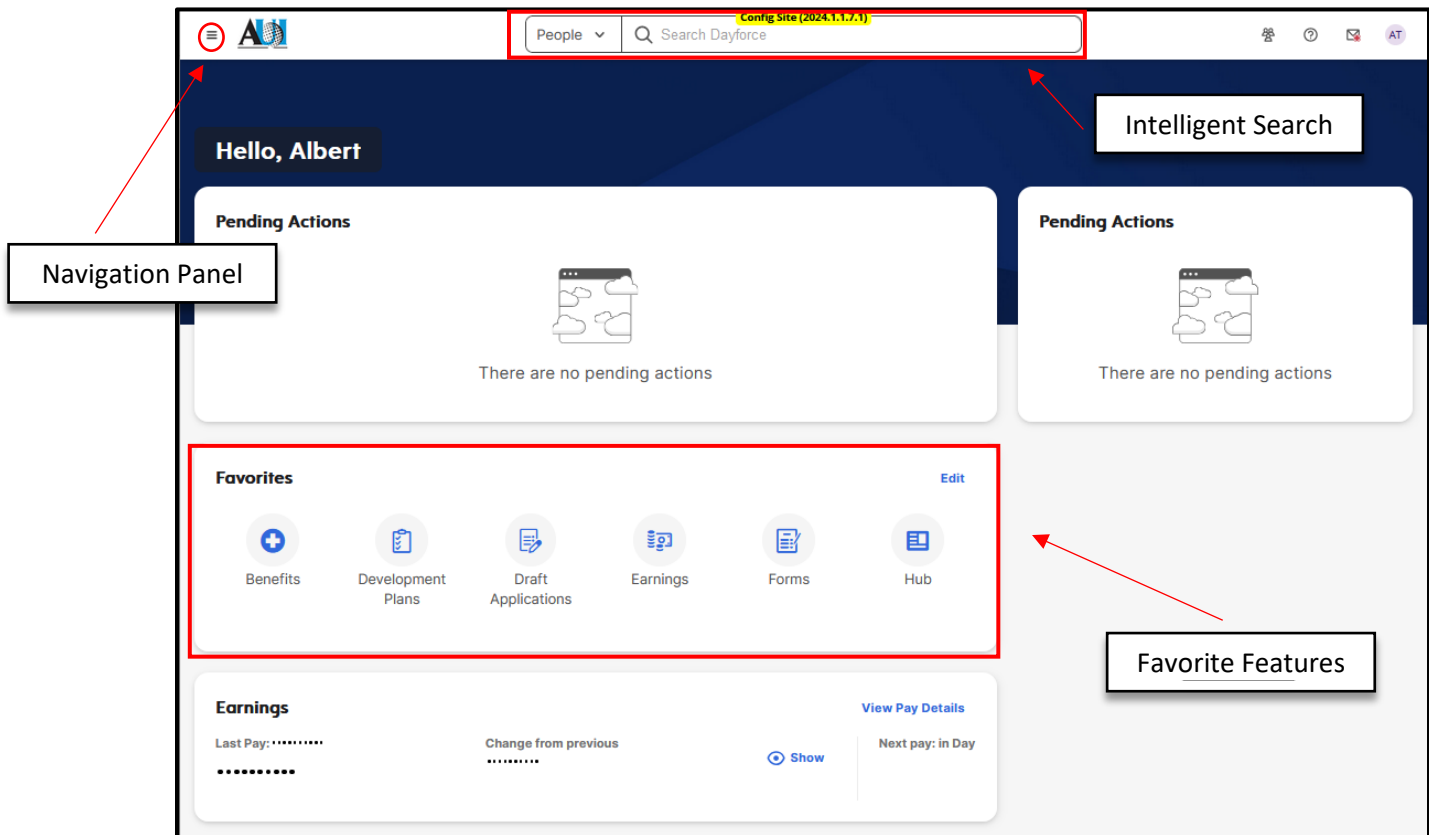 Config Site (2024.1.1.7.1)
AUI
People
Search Dayforce
AT
Intelligent Search
Hello, Albert
Pending Actions
Pending Actions
Navigation Panel
There are no pending actions
There are no pending actions
Favorites
Edit
Benefits
Development
Plans
Draft
Applications
Earnings
Forms
Hub
Favorite Features
Earnings
View Pay Details
Last Pay: ••••••••••
Change from previous
Next pay: in Day
••••••••••
••••••••••
Show